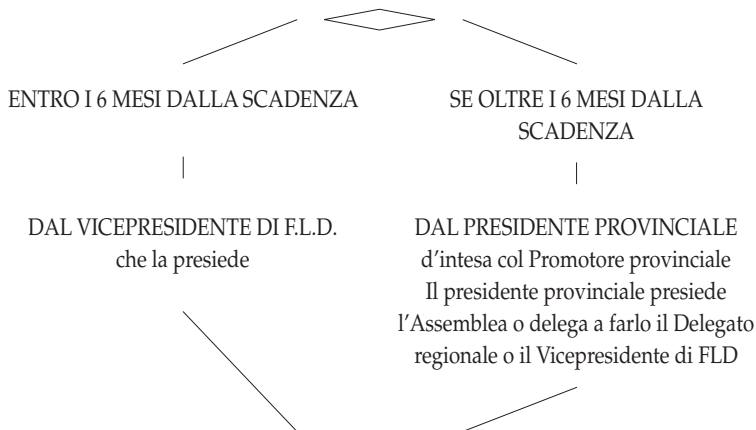 ENTRO I 6 MESI DALLA SCADENZA
SE OLTRE I 6 MESI DALLA
SCADENZA
DAL VICEPRESIDENTE DI F.L.D.
che la presiede
DAL PRESIDENTE PROVINCIALE
d'intesa col Promotore provinciale
Il presidente provinciale presiede
l'Assemblea o delega a farlo il Delegato
regionale o il Vicepresidente di FLD